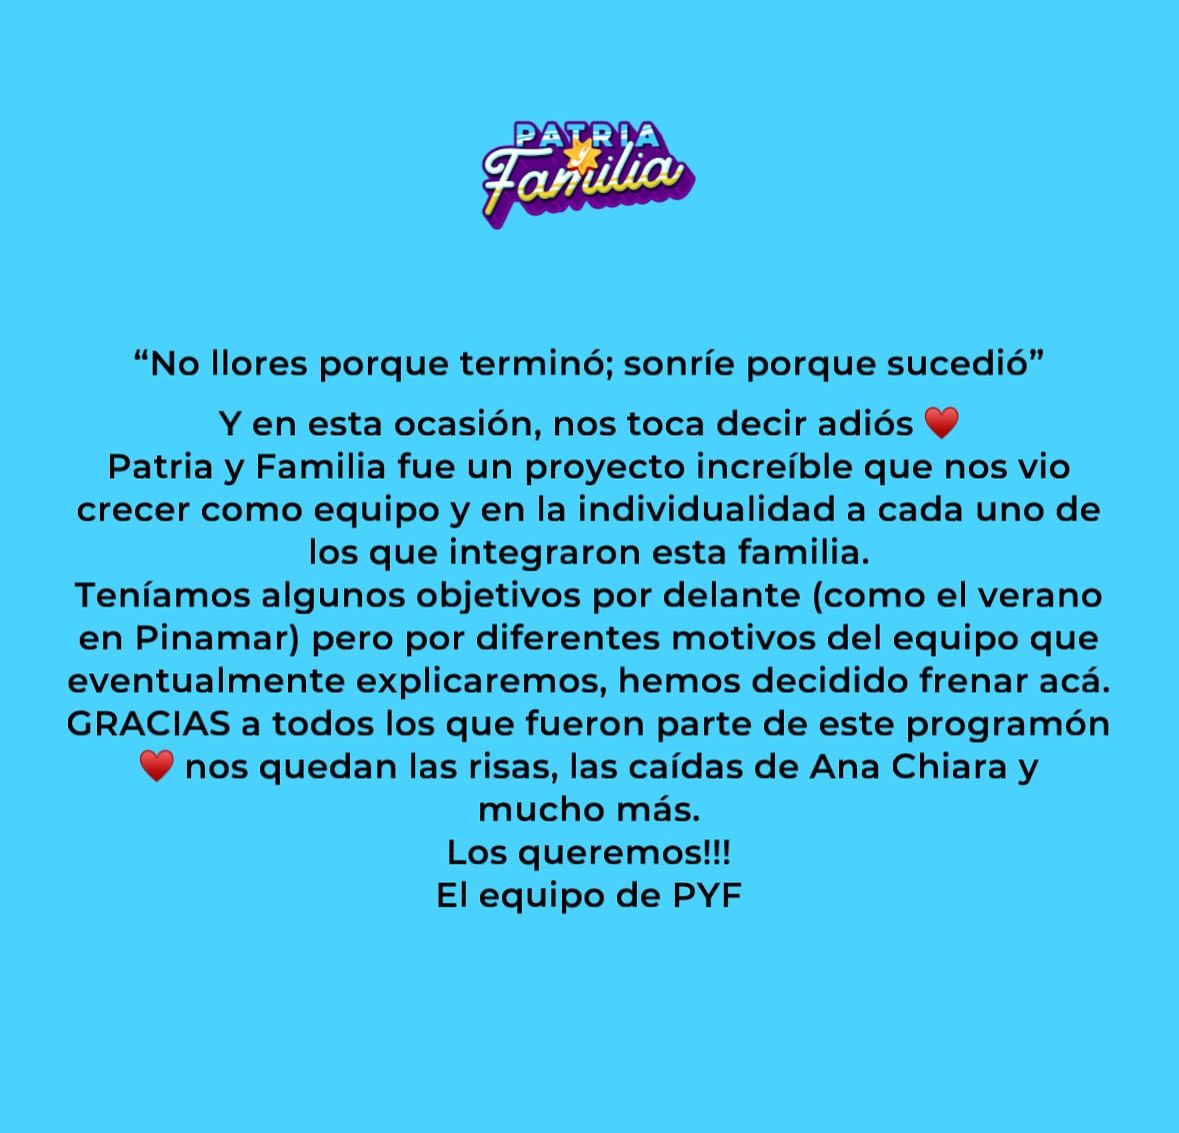 PATRIA
y
Familia
“No llores porque terminó; sonríe porque sucedió”
Y en esta ocasión, nos toca decir adiós ♥️
Patria y Familia fue un proyecto increíble que nos vio
crecer como equipo y en la individualidad a cada uno de
los que integraron esta familia.
Teníamos algunos objetivos por delante (como el verano
en Pinamar) pero por diferentes motivos del equipo que
eventualmente explicaremos, hemos decidido frenar acá.
GRACIAS a todos los que fueron parte de este programón
♥️ nos quedan las risas, las caídas de Ana Chiara y
mucho más.
Los queremos!!!
El equipo de PYF